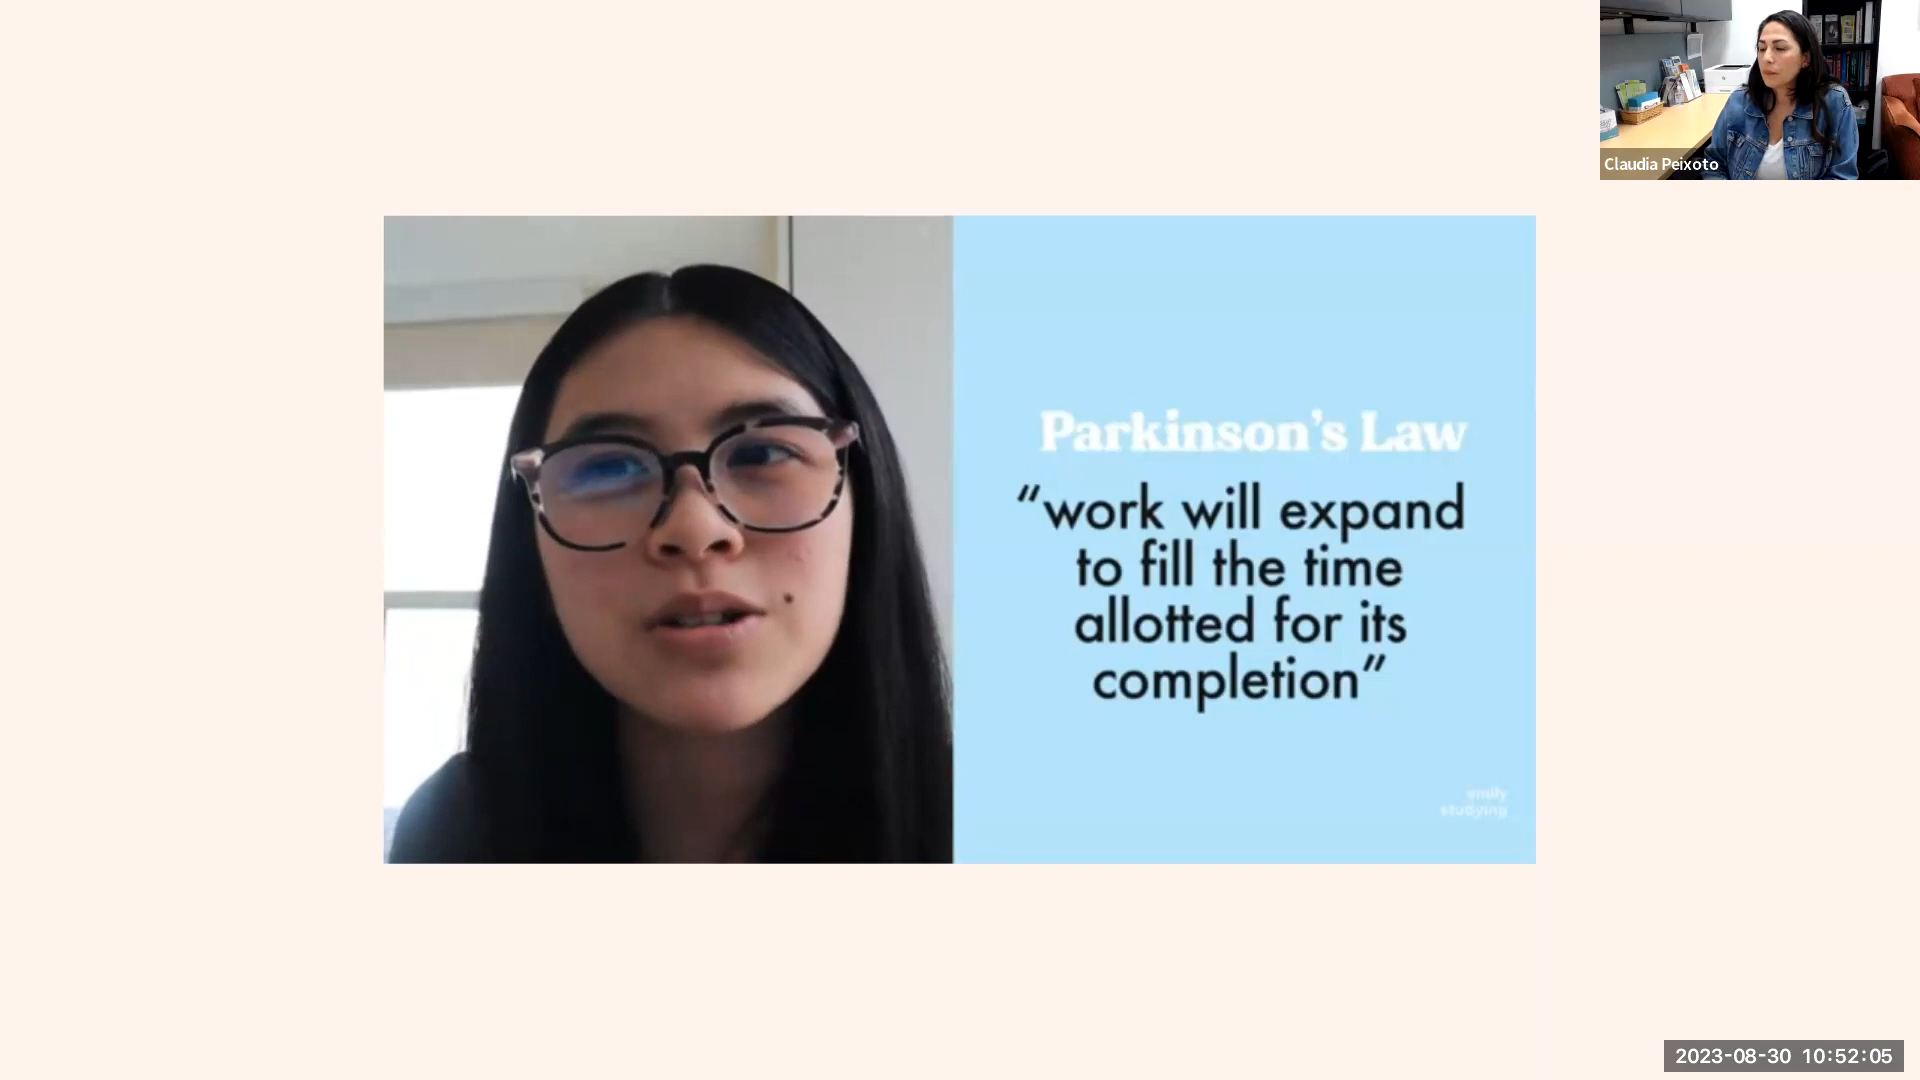 Claudia Peixoto
Parkinson's Law
“work will expand
to fill the time
allotted for its
completion”
emily
studying
2023-08-30 10:52:05